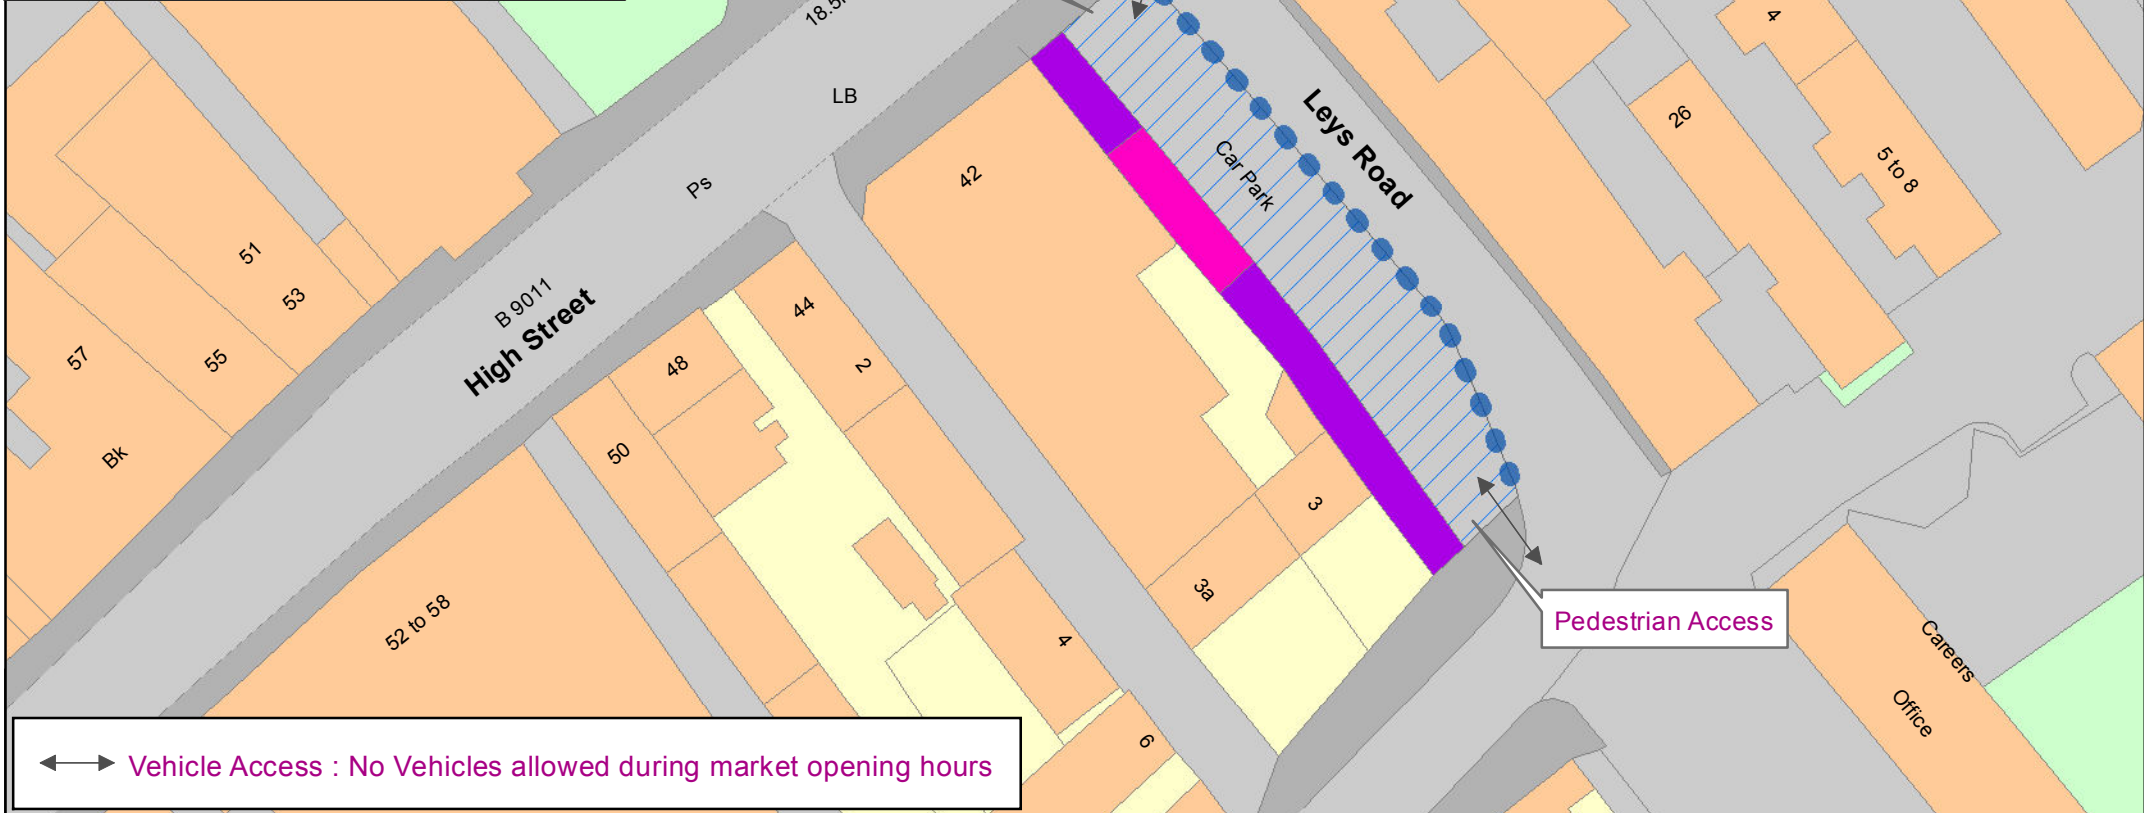 18.5
LB
Ps
B 9011
High Street
Leys Road
Car Park
42
4
26
5 to 8
51
53
55
57
Bk
44
2
48
50
52 to 58
3
3a
4
6
Pedestrian Access
Careers
Office
Vehicle Access : No Vehicles allowed during market opening hours